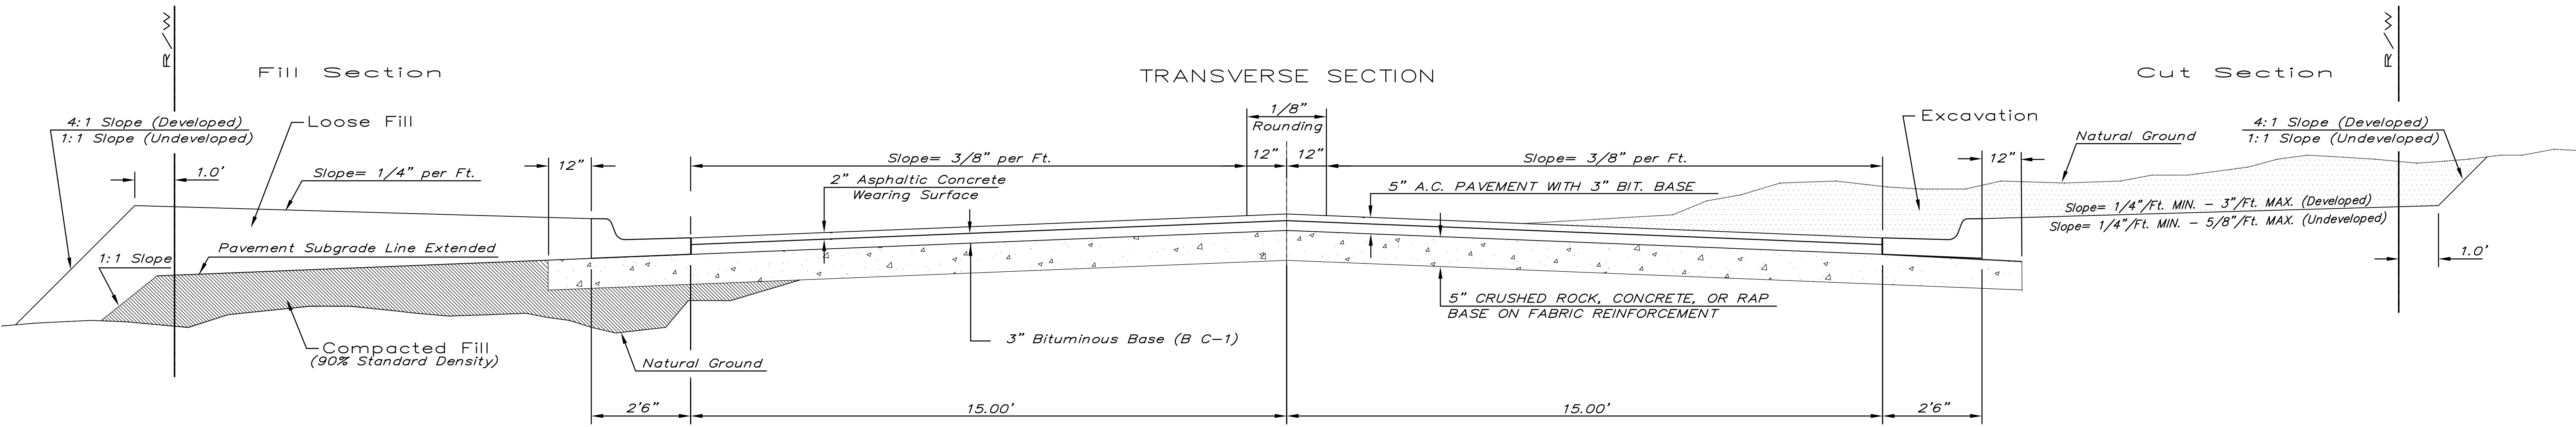 R/W
R/W
Fill Section
TRANSVERSE SECTION
Cut Section
4:1 Slope (Developed)
1:1 Slope (Undeveloped)
Loose Fill
1/8"
Rounding
Excavation
Natural Ground
4:1 Slope (Developed)
1:1 Slope (Undeveloped)
1.0'
Slope= 1/4" per Ft.
12"
Slope= 3/8" per Ft.
12"
12"
Slope= 3/8" per Ft.
12"
2" Asphaltic Concrete
Wearing Surface
5" A.C. PAVEMENT WITH 3" BIT. BASE
Slope= 1/4"/Ft. MIN. - 3"/Ft. MAX. (Developed)
Slope= 1/4"/Ft. MIN. - 5/8"/Ft. MAX. (Undeveloped)
Pavement Subgrade Line Extended
1:1 Slope
1.0'
5" CRUSHED ROCK, CONCRETE, OR RAP
BASE ON FABRIC REINFORCEMENT
3" Bituminous Base (B C-1)
Compacted Fill
(90% Standard Density)
Natural Ground
2'6"
15.00'
15.00'
2'6"